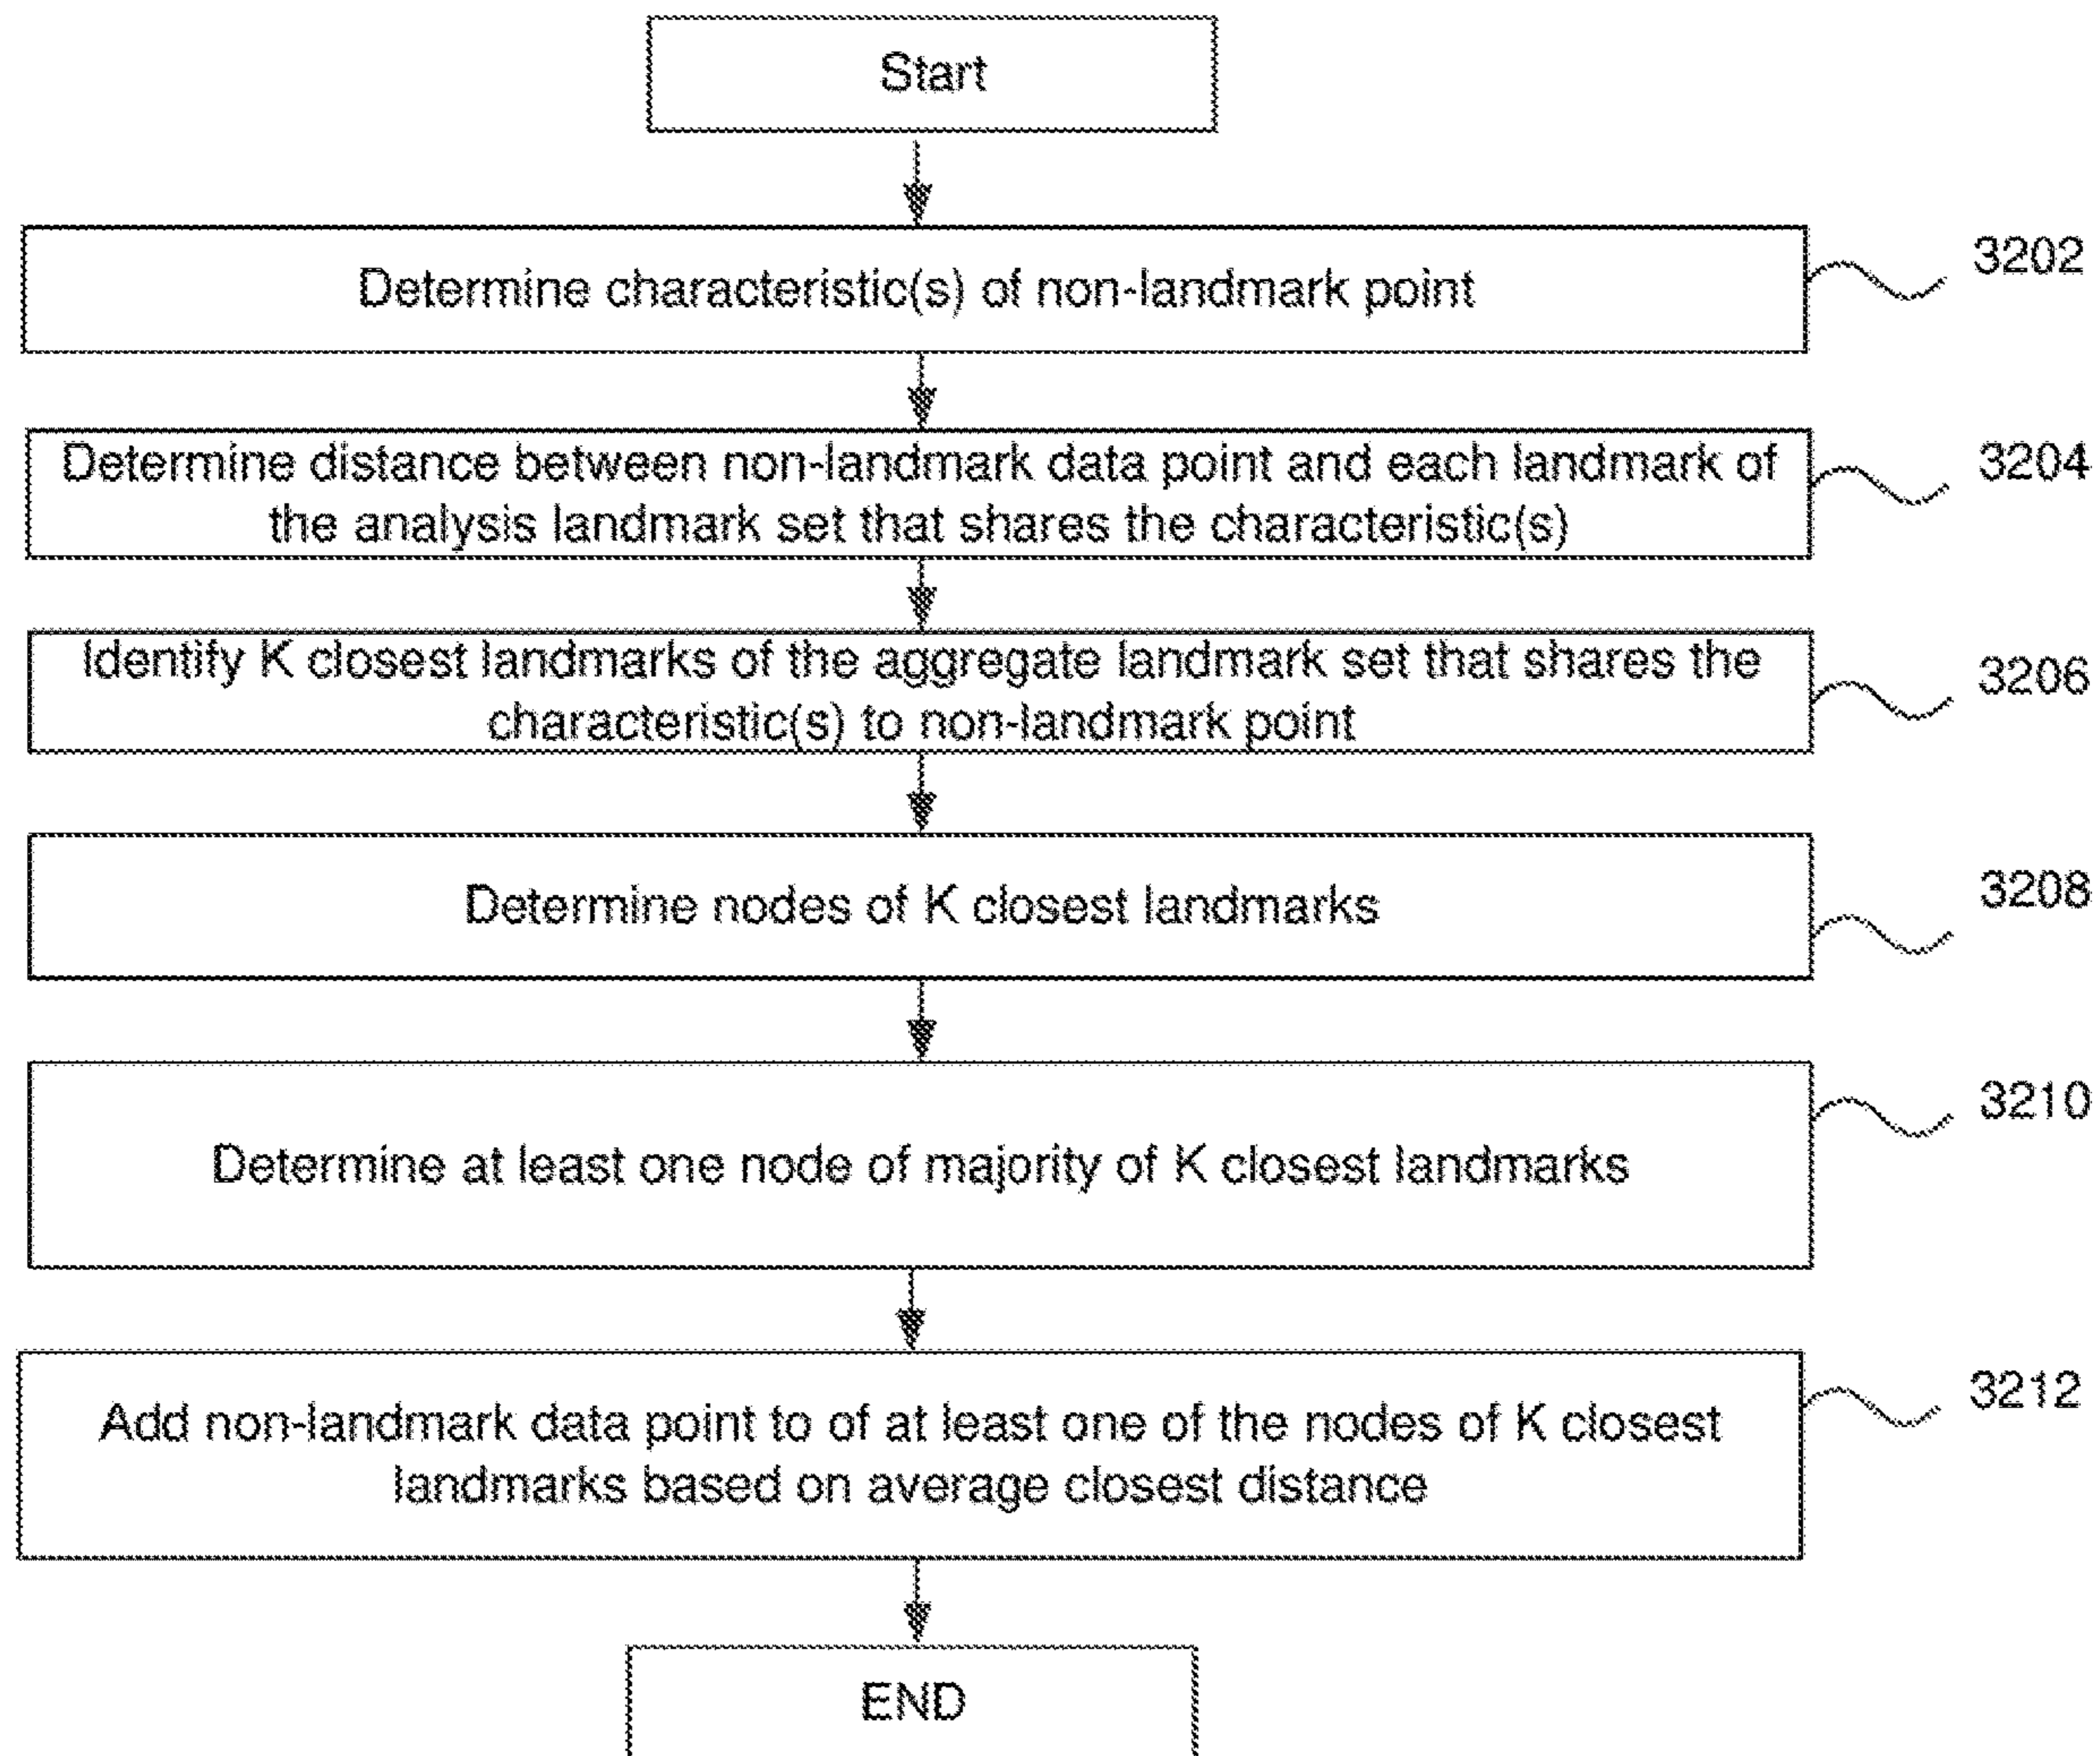 Start
Determine characteristic(s) of non-landmark point
3202
Determine distance between non-landmark data point and each landmark of
the analysis landmark set that shares the characteristic(s)
3204
Identify K closest landmarks of the aggregate landmark set that shares the
characteristic(s) to non-landmark point
3206
Determine nodes of K closest landmarks
3208
Determine at least one node of majority of K closest landmarks
3210
Add non-landmark data point to of at least one of the nodes of K closest
landmarks based on average closest distance
3212
END